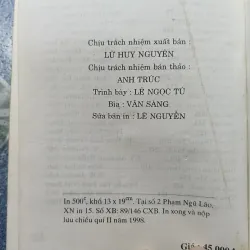 Chịu trách nhiệm xuất bản :
LỮ HUY NGUYÊN
Chịu trách nhiệm bản thảo :
ANH TRÚC
Trình bày : LÊ NGỌC TÚ
Bìa : VĂN SÁNG
Sửa bản in : LÊ NGUYÊN
In 500ᶜ, khổ 13 x 19ᶜᵐ. Tại số 2 Phạm Ngũ Lão,
XN in 15. Số XB: 89/146 CXB. In xong và nộp
lưu chiểu quí II năm 1998.
Giá : 45.000